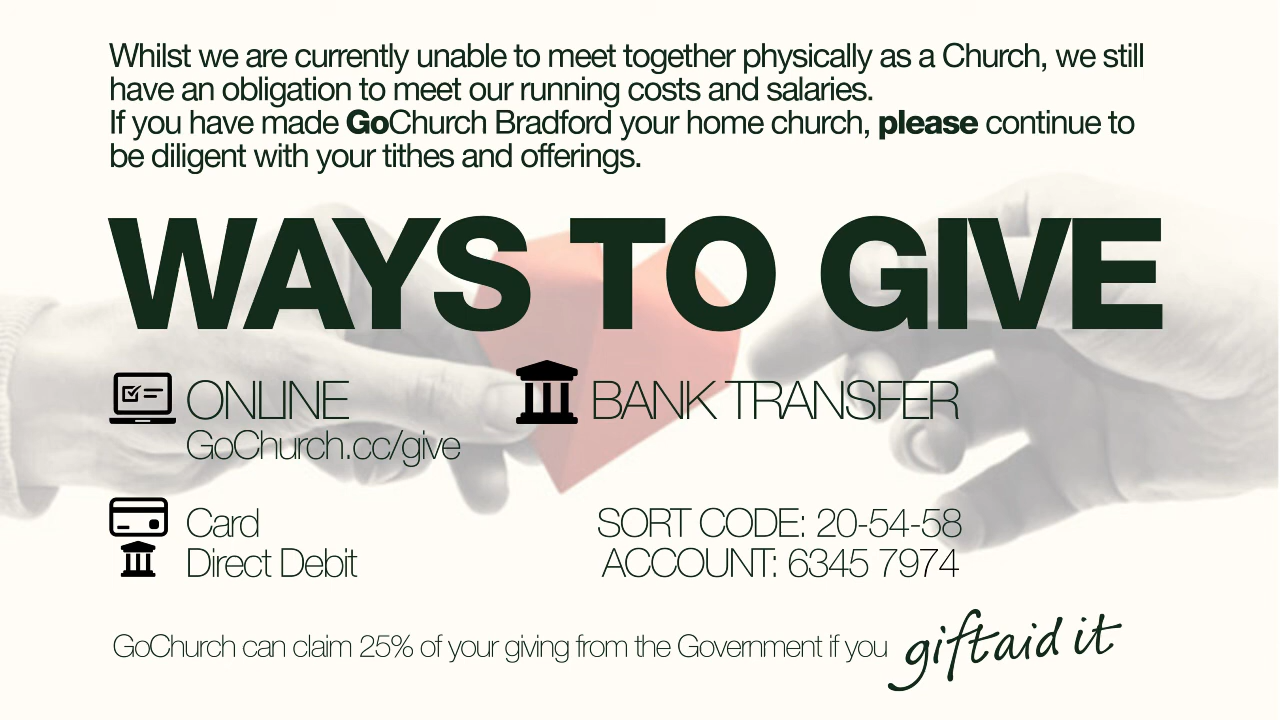 Whilst we are currently unable to meet together physically as a Church, we still
have an obligation to meet our running costs and salaries.
If you have made GoChurch Bradford your home church, please continue to
be diligent with your tithes and offerings.
WAYS TO GIVE
ONLINE
GoChurch.cc/give
Card
Direct Debit
BANK TRANSFER
SORT CODE: 20-54-58
ACCOUNT: 6345 7974
GoChurch can claim 25% of your giving from the Government if you giftaid it